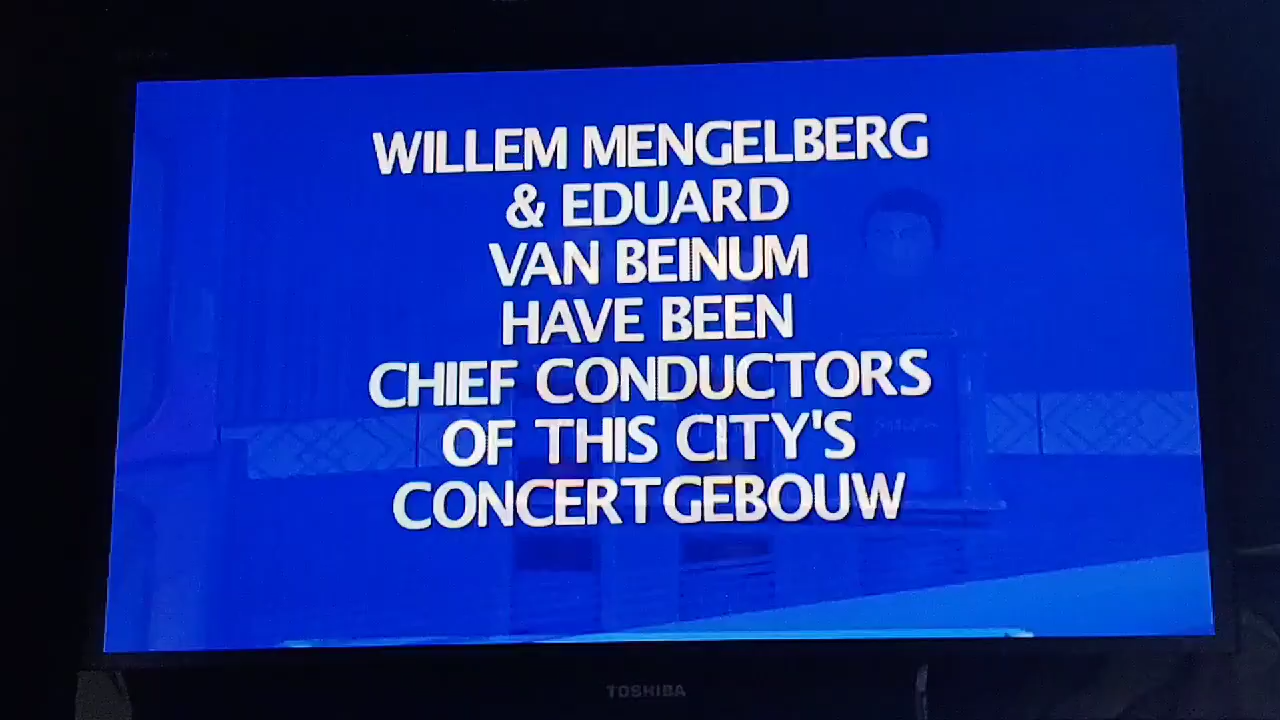 WILLEM MENGELBERG
& EDUARD
VAN BEINUM
HAVE BEEN
CHIEF CONDUCTORS
OF THIS CITY'S
CONCERTGEBOUW
TOSHIBA